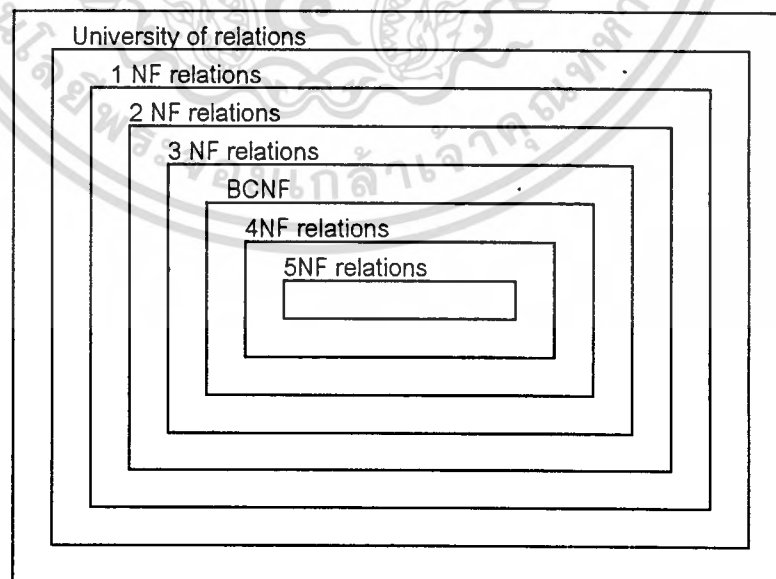 University of relations
1 NF relations
2 NF relations
3 NF relations
BCNF
4NF relations
5NF relations